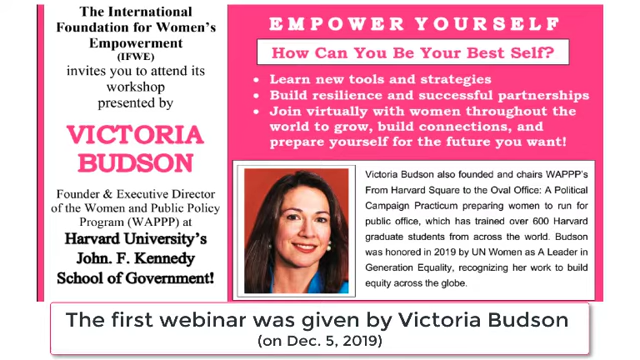 The International
Foundation for Women's
Empowerment
(IFWE)
invites you to attend its
workshop
presented by
VICTORIA
BUDSON
Founder & Executive Director
of the Women and Public Policy
Program (WAPPP) at
Harvard University's
John. F. Kennedy
School of Government!
EMPOWER YOURSELF
How Can You Be Your Best Self?
• Learn new tools and strategies
• Build resilience and successful partnerships
• Join virtually with women throughout the
world to grow, build connections, and
prepare yourself for the future you want!
Victoria Budson also founded and chairs WAPPP's
From Harvard Square to the Oval Office: A Political
Campaign Practicum preparing women to run for
public office, which has trained over 600 Harvard
graduate students from across the world. Budson
was honored in 2019 by UN Women as A Leader in
Generation Equality, recognizing her work to build
equity across the globe.
The first webinar was given by Victoria Budson
(on Dec. 5, 2019)